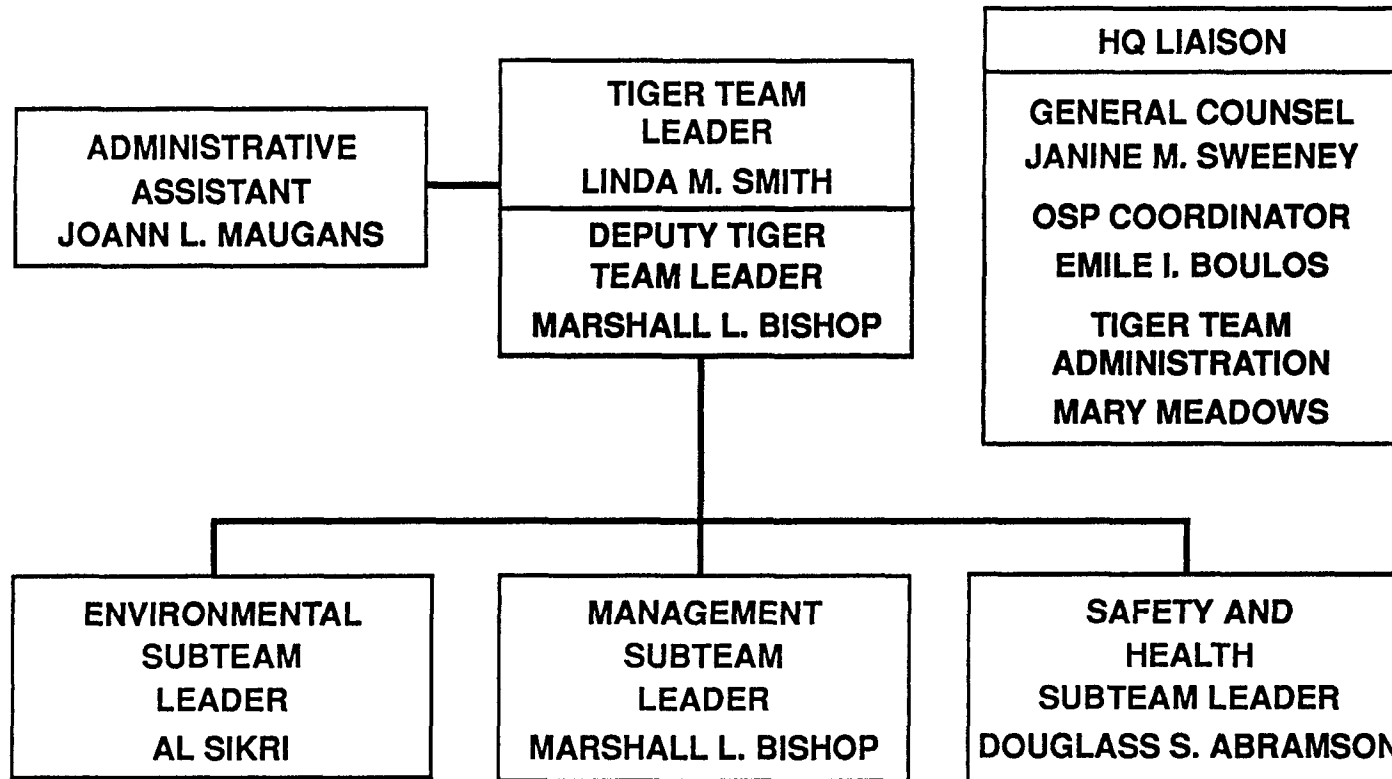 ADMINISTRATIVE
ASSISTANT
JOANN L. MAUGANS
TIGER TEAM
LEADER
LINDA M. SMITH
DEPUTY TIGER
TEAM LEADER
MARSHALL L. BISHOP
HQ LIAISON
GENERAL COUNSEL
JANINE M. SWEENEY
OSP COORDINATOR
EMILE I. BOULOS
TIGER TEAM
ADMINISTRATION
MARY MEADOWS
ENVIRONMENTAL
SUBTEAM
LEADER
AL SIKRI
MANAGEMENT
SUBTEAM
LEADER
MARSHALL L. BISHOP
SAFETY AND
HEALTH
SUBTEAM LEADER
DOUGLASS S. ABRAMSON